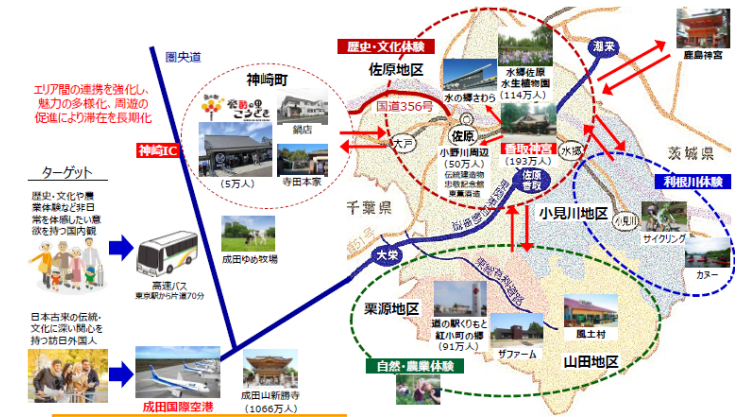 圏央道
エリア間の連携を強化し、
魅力の多様化、周遊の
促進により滞在を長期化
神崎町
発酵の里
こうざき
鍋店
(5万人)
寺田本家
神崎IC
歴史・文化体験
佐原地区
国道356号
水の郷さわら
水郷佐原
水生植物園
(114万人)
潮来
鹿島神宮
大戸
佐原
小野川周辺
(50万人)
伝統建造物
忠敬記念館
東薫酒造
香取神宮
(193万人)
水郷
茨城県
佐原
香取
千葉県
小見川地区
小見川
利根川体験
サイクリング
カヌー
ターゲット
歴史・文化や農
業体験など非日
常を体感したい意
欲を持つ国内観
高速バス
東京駅から片道70分
成田ゆめ牧場
大栄
栗源地区
道の駅くりもと
紅小町の郷
(91万人)
ザファーム
風土村
山田地区
自然・農業体験
日本古来の伝統・
文化に深い関心を
持つ訪日外国人
成田国際空港
成田山新勝寺
(1066万人)